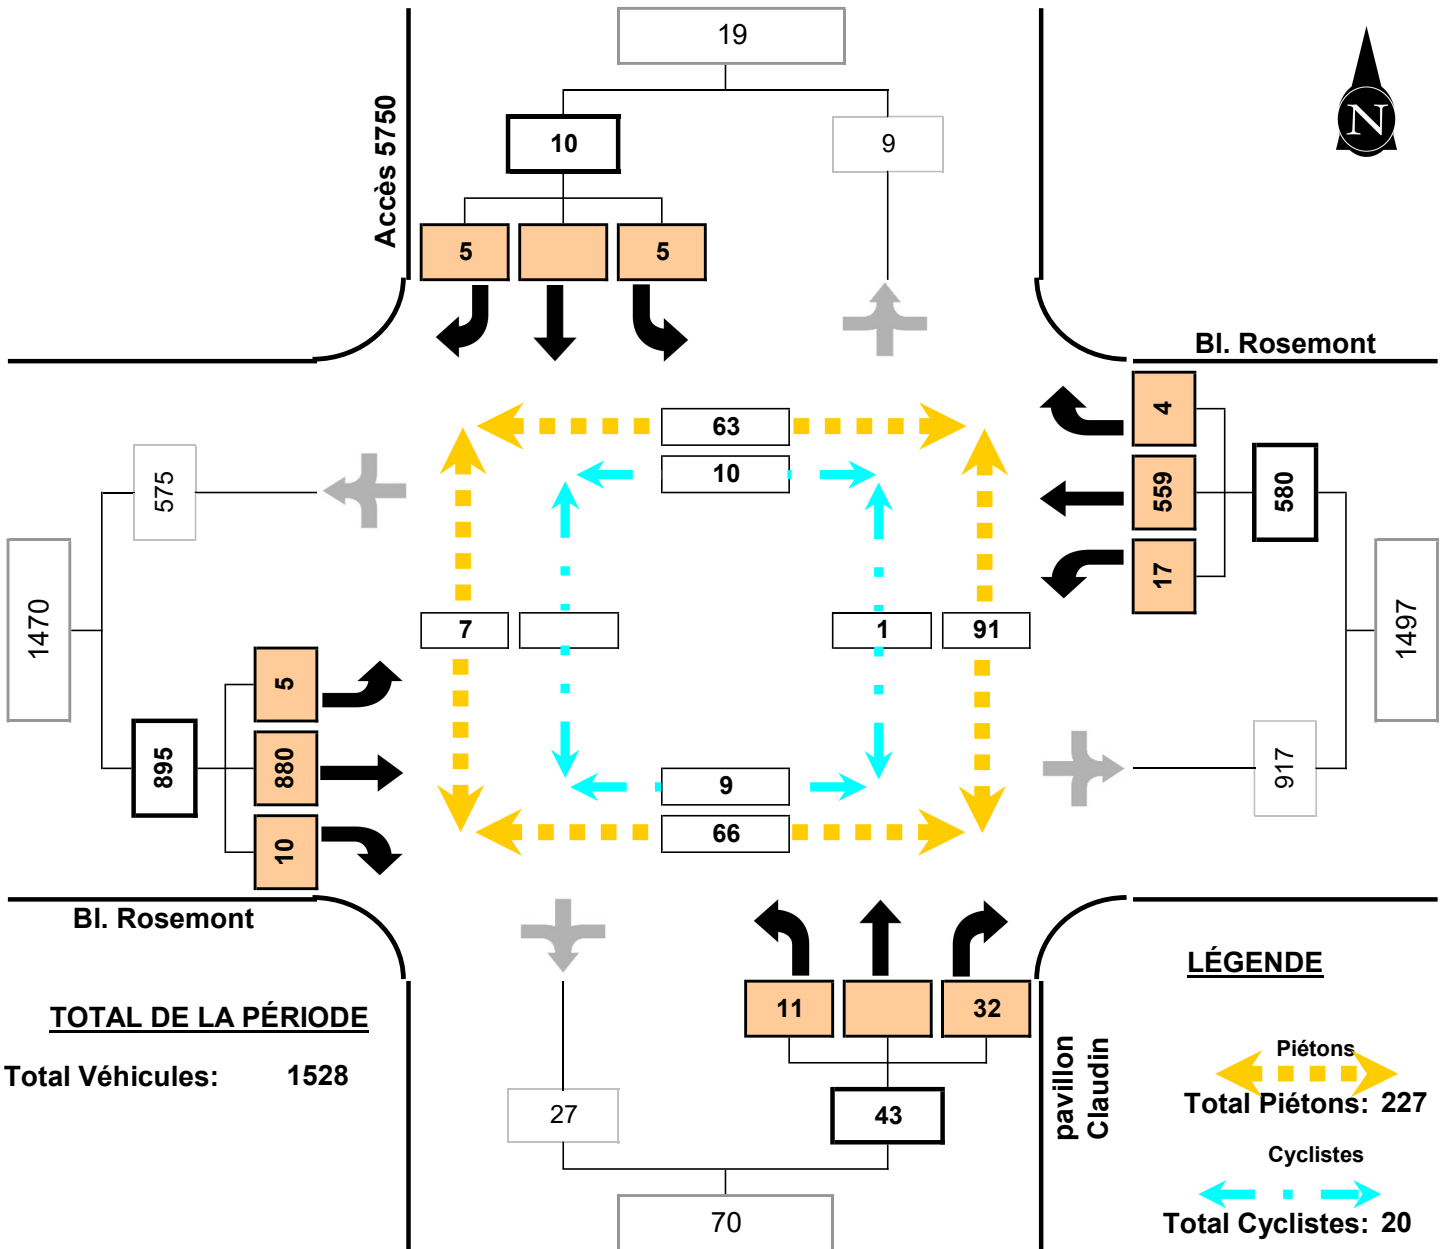 19
N
Accès 5750
10
9
5
5
Bl. Rosemont
4
63
10
575
559
580
17
1470
7
1
91
1497
5
895
880
917
9
66
10
Bl. Rosemont
LÉGENDE
11
32
TOTAL DE LA PÉRIODE
pavillon
Claudin
Piétons
Total Véhicules: 1528
Total Piétons: 227
27
43
Cyclistes
70
Total Cyclistes: 20